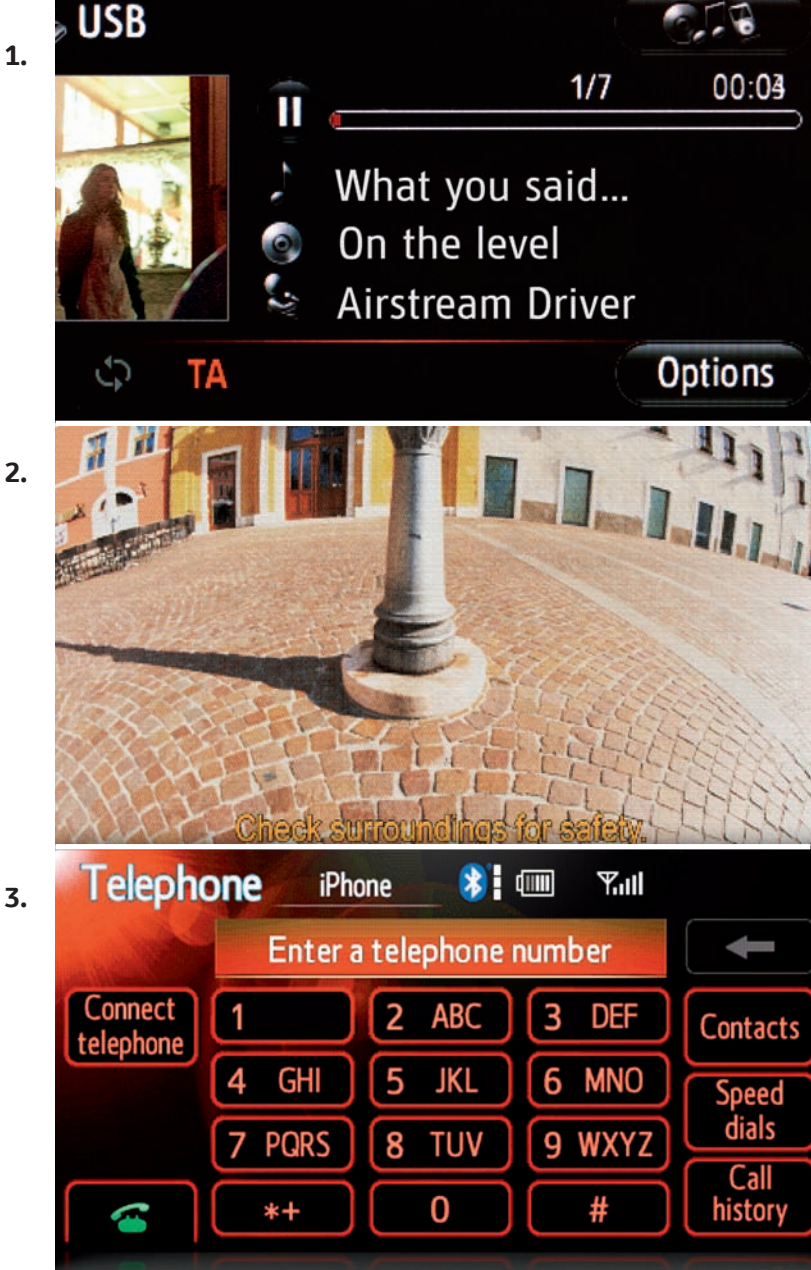 1.
USB
1/7 00:03
What you said...
On the level
Airstream Driver
TA Options
2.
Check surroundings for safety.
3.
Telephone iPhone
Enter a telephone number
Connect telephone
1
2 ABC
3 DEF
Contacts
4 GHI
5 JKL
6 MNO
Speed dials
7 PQRS
8 TUV
9 WXYZ
Call history
*+
0
#